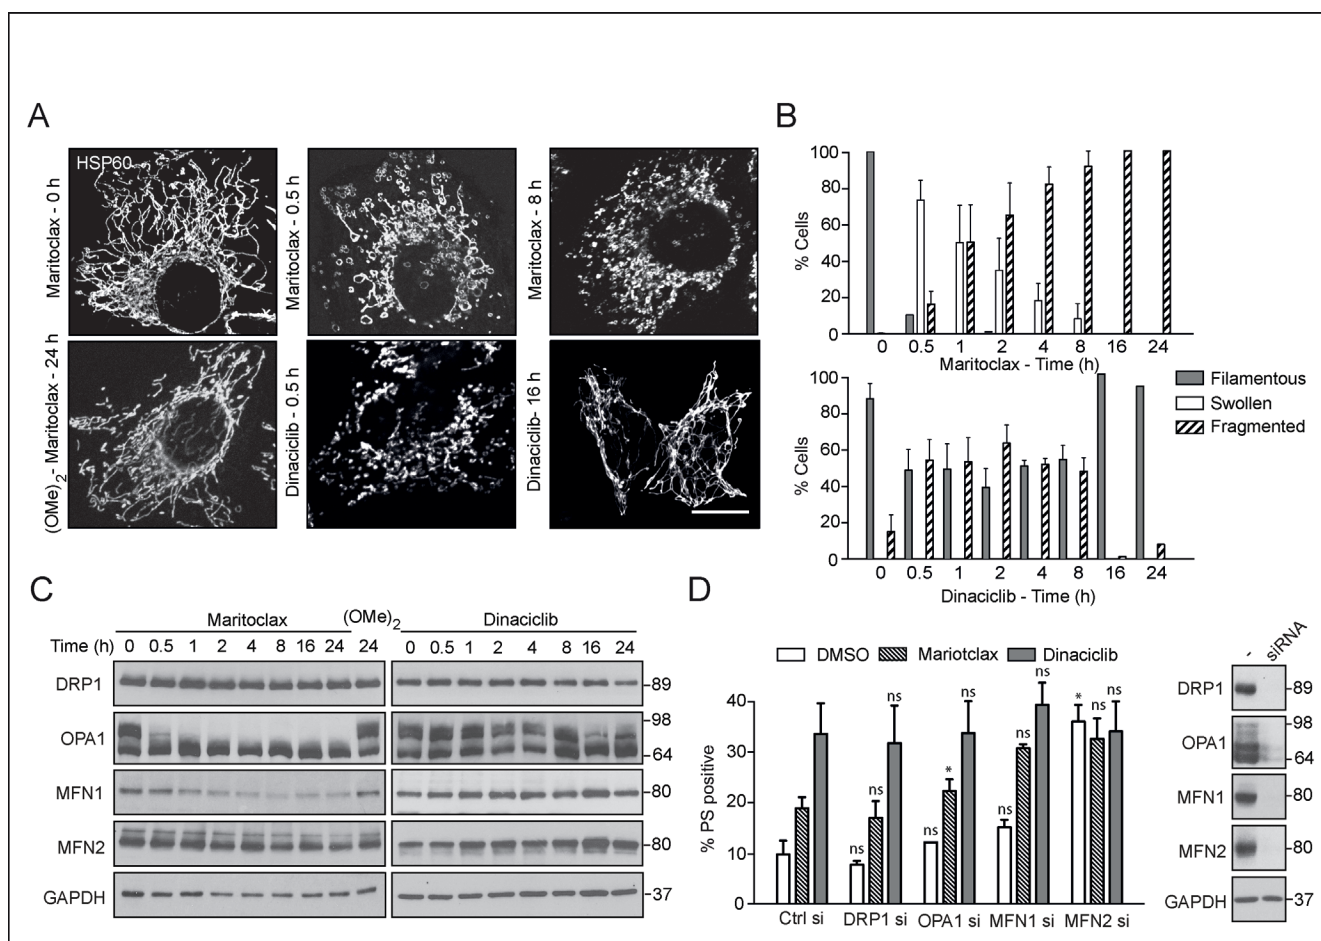 A
HSP60
Maritoclax - 0 h
Maritoclax - 0.5 h
Maritoclax - 8 h
(OMe)2- Maritoclax - 24 h
Dinaciclib - 0.5 h
Dinaciclib- 16 h
B
100
80
60
40
20
0
% Cells
0 0.5 1 2 4 8 16 24
Maritoclax - Time (h)
100
80
60
40
20
0
% Cells
0 0.5 1 2 4 8 16 24
Dinaciclib - Time (h)
Filamentous
Swollen
Fragmented
C
Maritoclax (OMe)2 Dinaciclib
Time (h) 0 0.5 1 2 4 8 16 24 24 0 0.5 1 2 4 8 16 24
DRP1 -89
OPA1 -98
-64
MFN1 -80
MFN2 -80
GAPDH -37
D
DMSO Mariotclax Dinaciclib
40
30
20
10
0
% PS positive
ns ns ns
ns * ns
ns ns ns
* ns ns
Ctrl si DRP1 si OPA1 si MFN1 si MFN2 si
- siRNA
DRP1 -89
OPA1 -98
-64
MFN1 -80
MFN2 -80
GAPDH -37